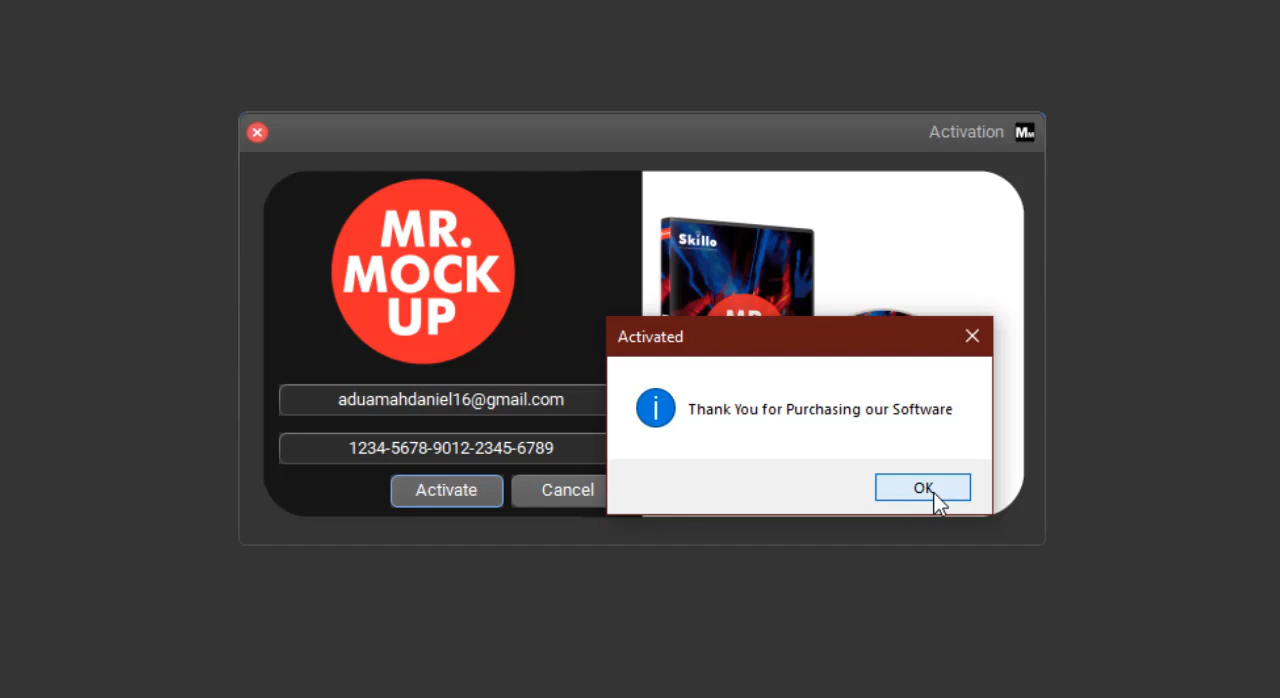 Activation
Mm
MR.
MOCK
UP
Skillo
MR
aduamahdaniel16@gmail.com
1234-5678-9012-2345-6789
Activate
Cancel
Activated
Thank You for Purchasing our Software
OK